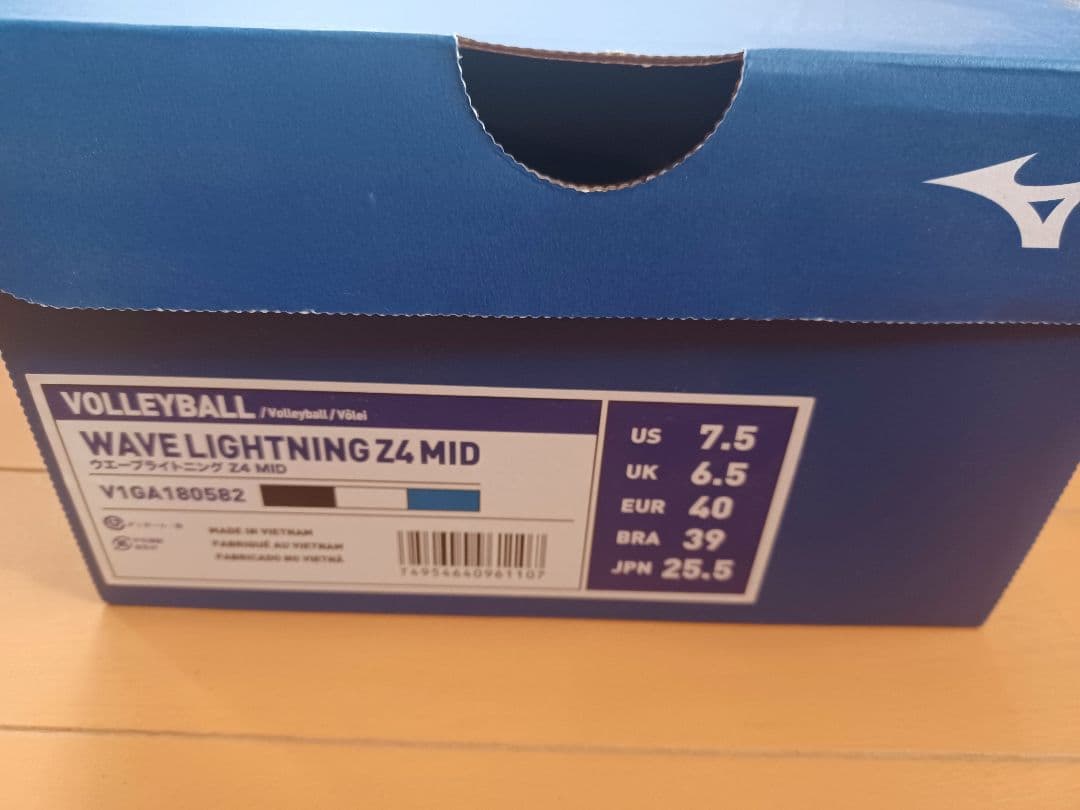 VOLLEYBALL /Volleyball/Vôlei
WAVE LIGHTNING Z4 MID
ウエーブライトニング Z4 MID
V1GA180582
MADE IN VIETNAM
FABRIQUÉ AU VIETNAM
FABRICADO NO VIETNÃ
74954640961107
US 7.5
UK 6.5
EUR 40
BRA 39
JPN 25.5